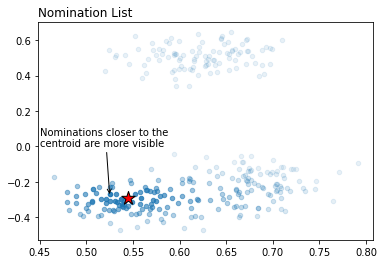 Nomination List
0.6
0.4
0.2
0.0
−0.2
−0.4
Nominations closer to the
centroid are more visible
0.45 0.50 0.55 0.60 0.65 0.70 0.75 0.80